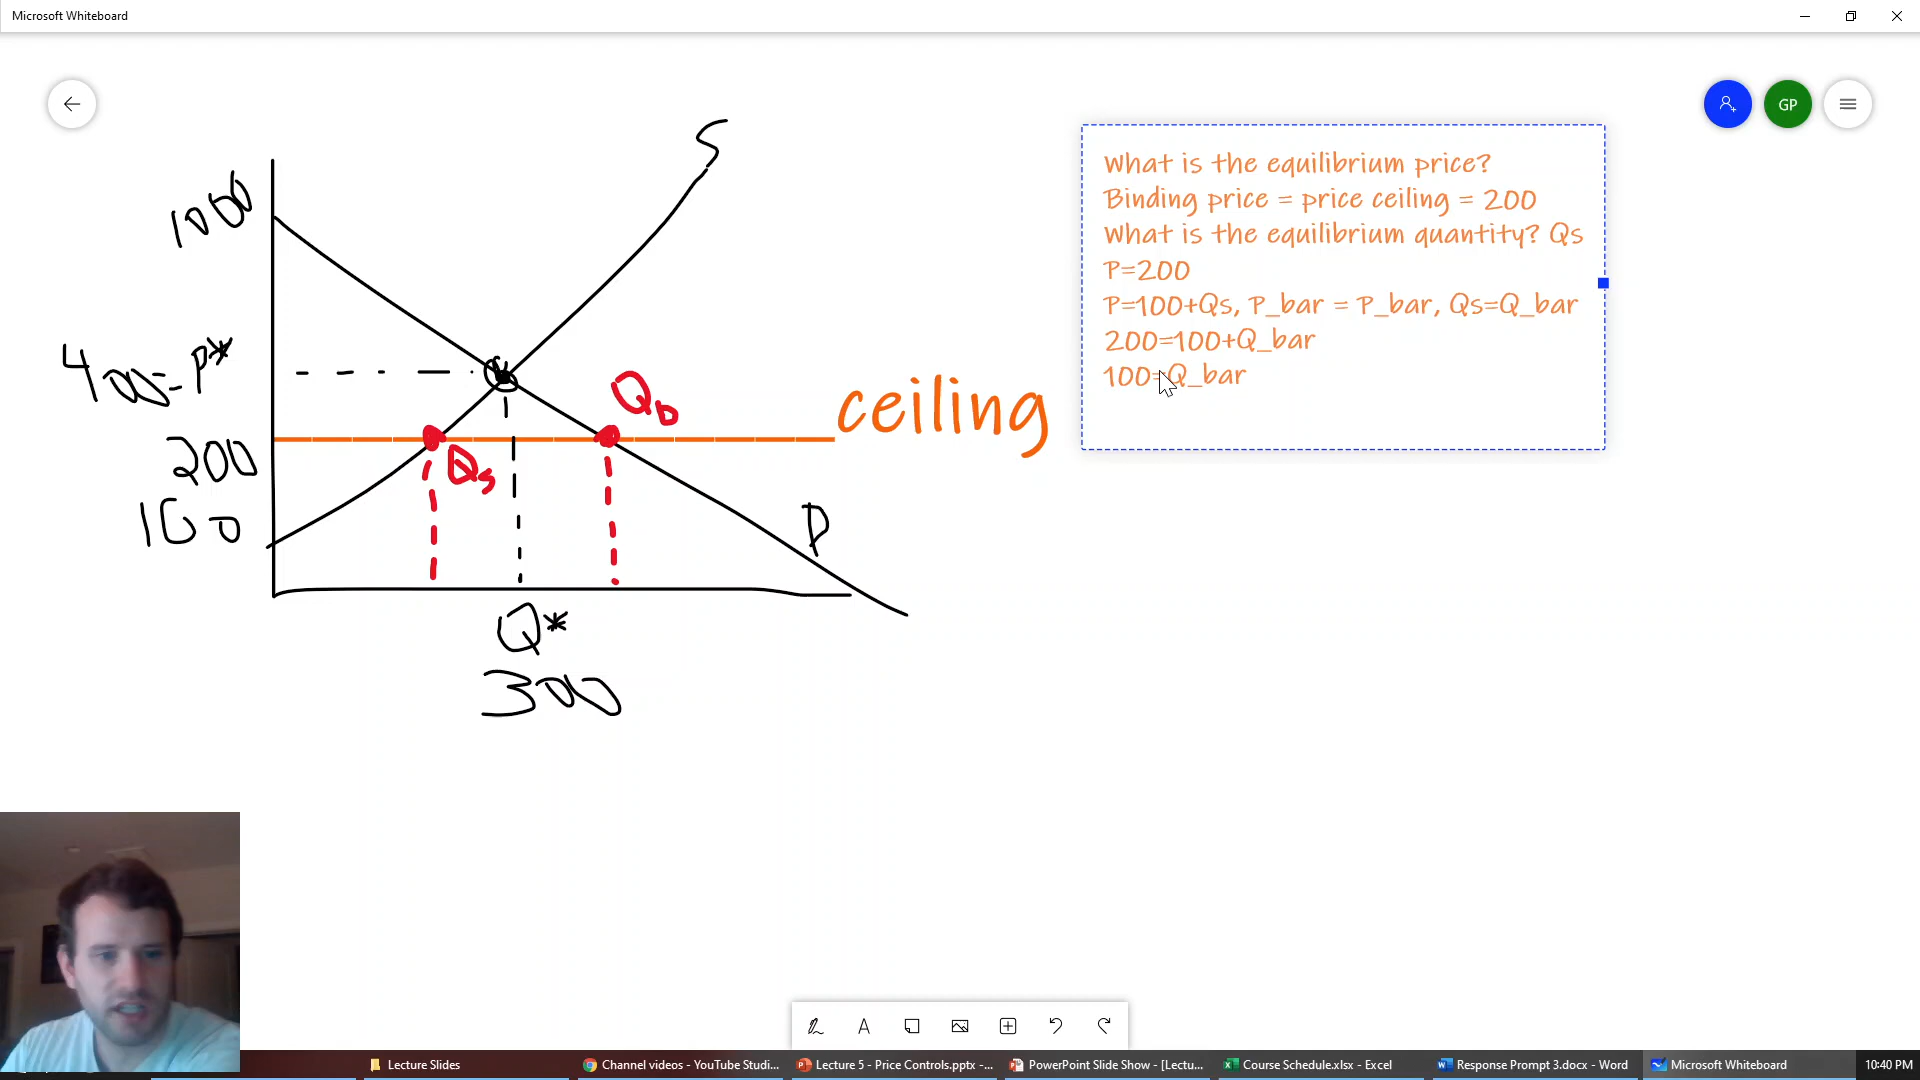 Microsoft Whiteboard
GP
S
1000
400=P*
200
100
Qs
QD
ceiling
D
Q*
300
What is the equilibrium price?
Binding price = price ceiling = 200
What is the equilibrium quantity? Qs
P=200
P=100+Qs, P_bar = P_bar, Qs=Q_bar
200=100+Q_bar
100=Q_bar
Lecture Slides
Channel videos - YouTube Studi...
Lecture 5 - Price Controls.pptx -...
PowerPoint Slide Show - [Lectu...
Course Schedule.xlsx - Excel
Response Prompt 3.docx - Word
Microsoft Whiteboard
10:40 PM